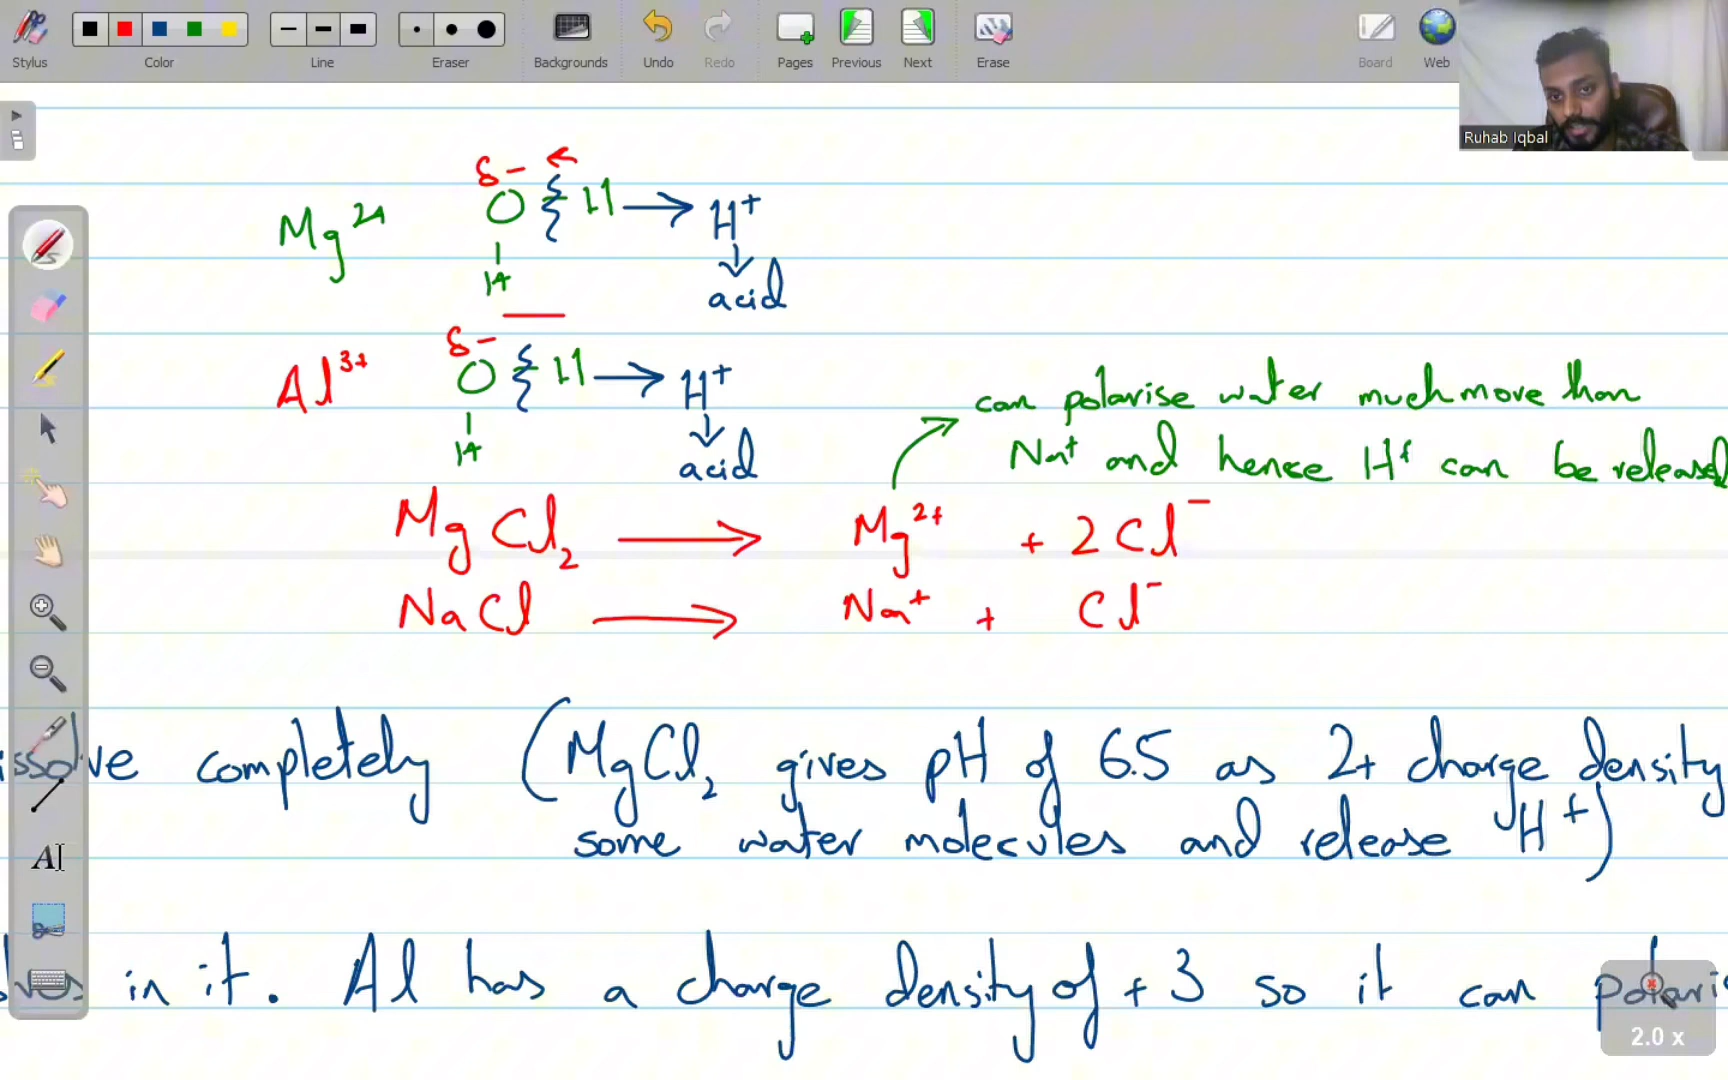 Stylus Color Line Eraser Backgrounds Undo Redo Pages Previous Next Erase Board Web
Ruhab Iqbal
δ-
Mg²⁺ O H → H⁺
H acid
δ-
Al³⁺ O H → H⁺
H acid
can polarise water much more than
Na⁺ and hence H⁺ can be released
MgCl₂ → Mg²⁺ + 2Cl⁻
NaCl → Na⁺ + Cl⁻
issolve completely (MgCl₂ gives pH of 6.5 as 2+ charge density
some water molecules and release H⁺)
in it. Al has a charge density of +3 so it can polaris
2.0 x